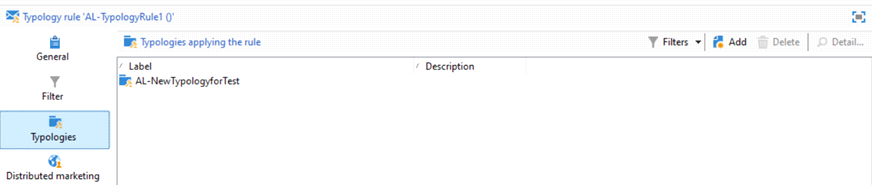 Typology rule 'AL-TypologyRule1 ()'
General
Filter
Typologies
Distributed marketing
Typologies applying the rule
Filters Add Delete Detail...
Label Description
AL-NewTypologyforTest